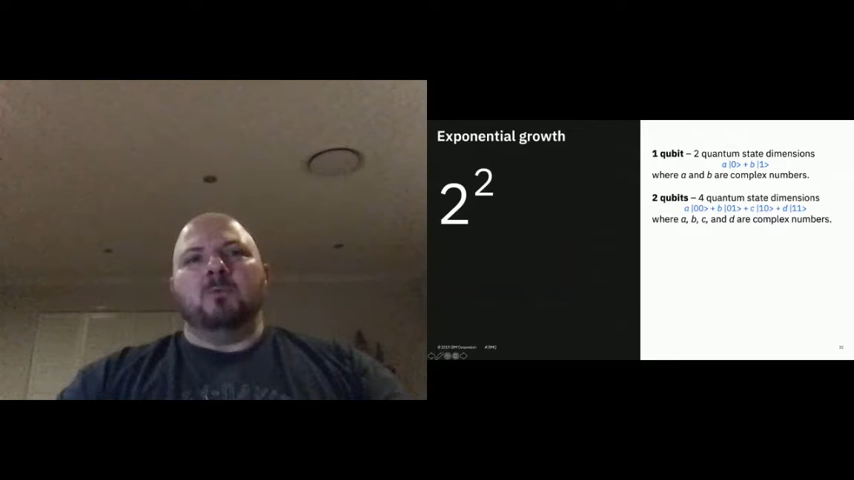 Exponential growth
2²
1 qubit – 2 quantum state dimensions
a |0> + b |1>
where a and b are complex numbers.
2 qubits – 4 quantum state dimensions
a |00> + b |01> + c |10> + d |11>
where a, b, c, and d are complex numbers.